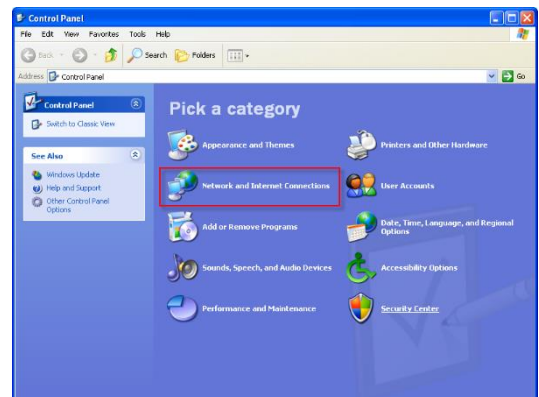 Control Panel
File Edit View Favorites Tools Help
Back Search Folders
Address Control Panel Go
Control Panel
Switch to Classic View
See Also
Windows Update
Help and Support
Other Control Panel
Options
Pick a category
Appearance and Themes
Printers and Other Hardware
Network and Internet Connections
User Accounts
Add or Remove Programs
Date, Time, Language, and Regional
Options
Sounds, Speech, and Audio Devices
Accessibility Options
Performance and Maintenance
Security Center